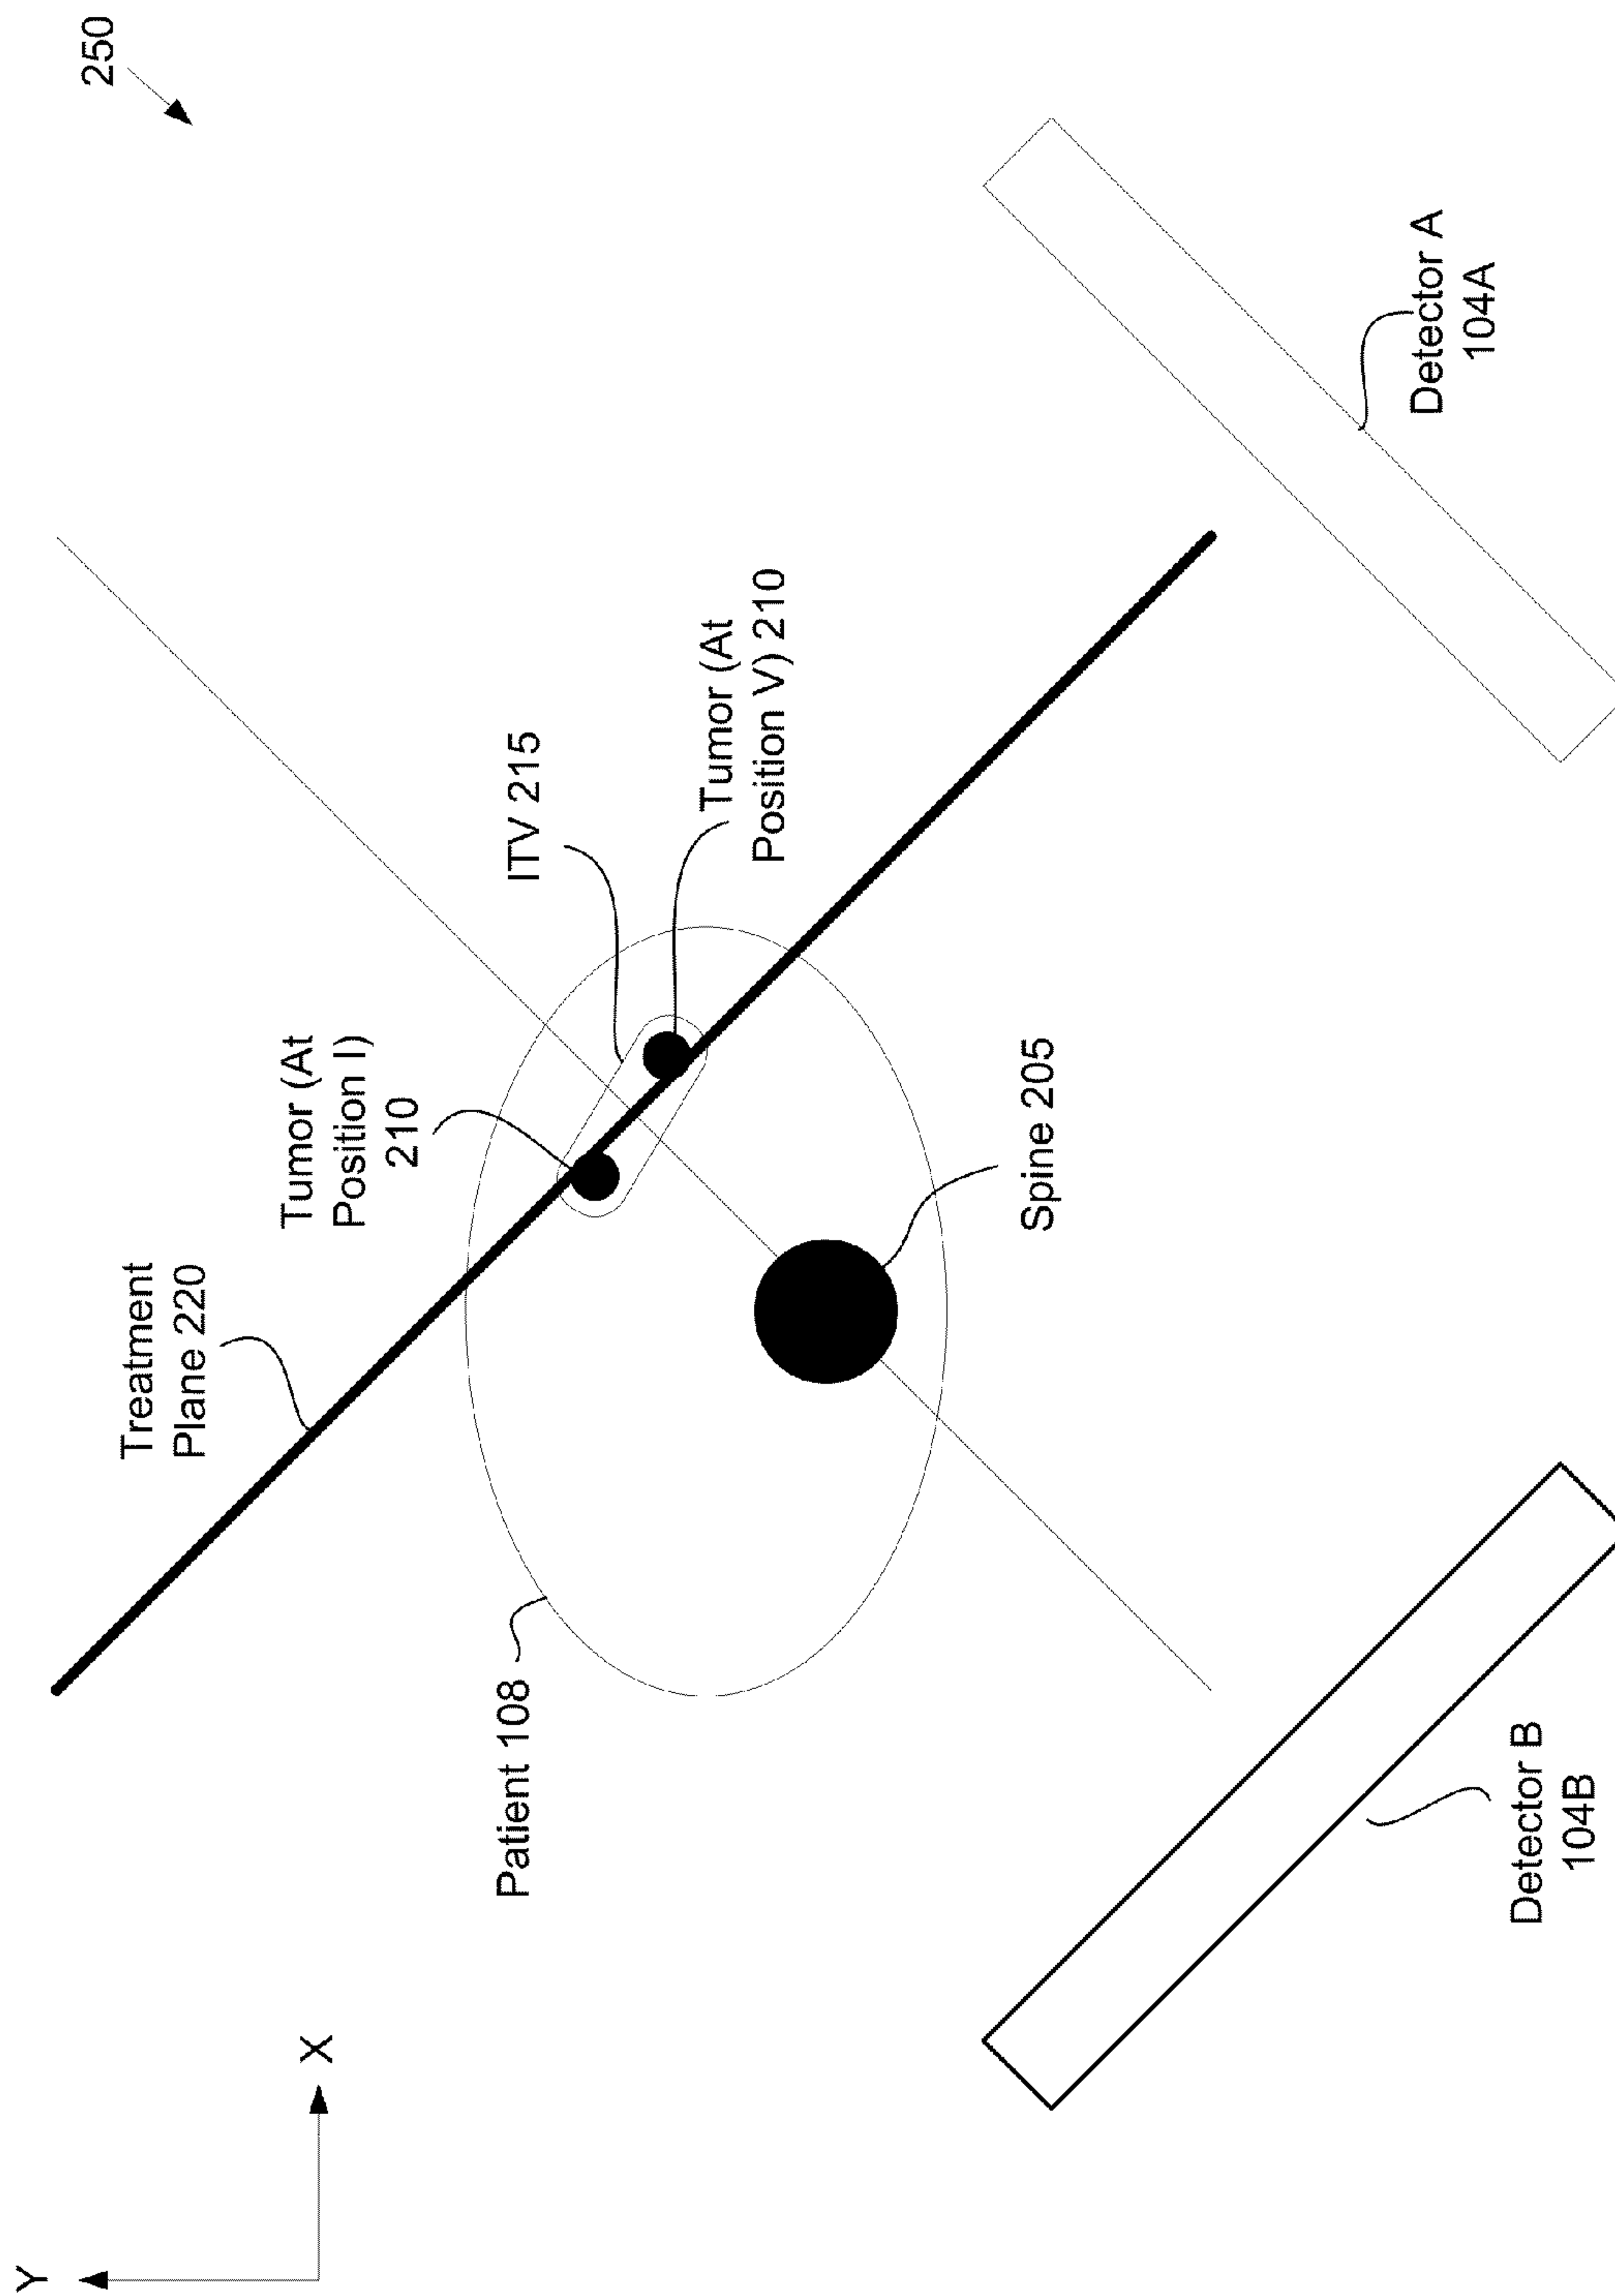 250
Y
X
Treatment
Plane 220
Tumor (At
Position I)
210
ITV 215
Tumor (At
Position V) 210
Patient 108
Spine 205
Detector B
104B
Detector A
104A